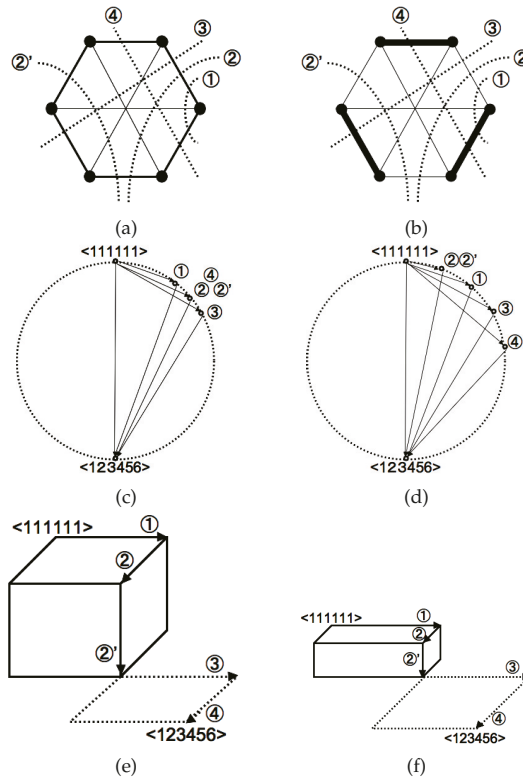 ④ ③ ② ②' ①
④ ③ ② ②' ①
(a) (b)
<111111> <111111>
① ④ ② ②' ③
②②' ① ③ ④
<123456> <123456>
(c) (d)
<111111> ①
②
②'
③
④
<123456>
<111111> ①
②
②'
③
④
<123456>
(e) (f)